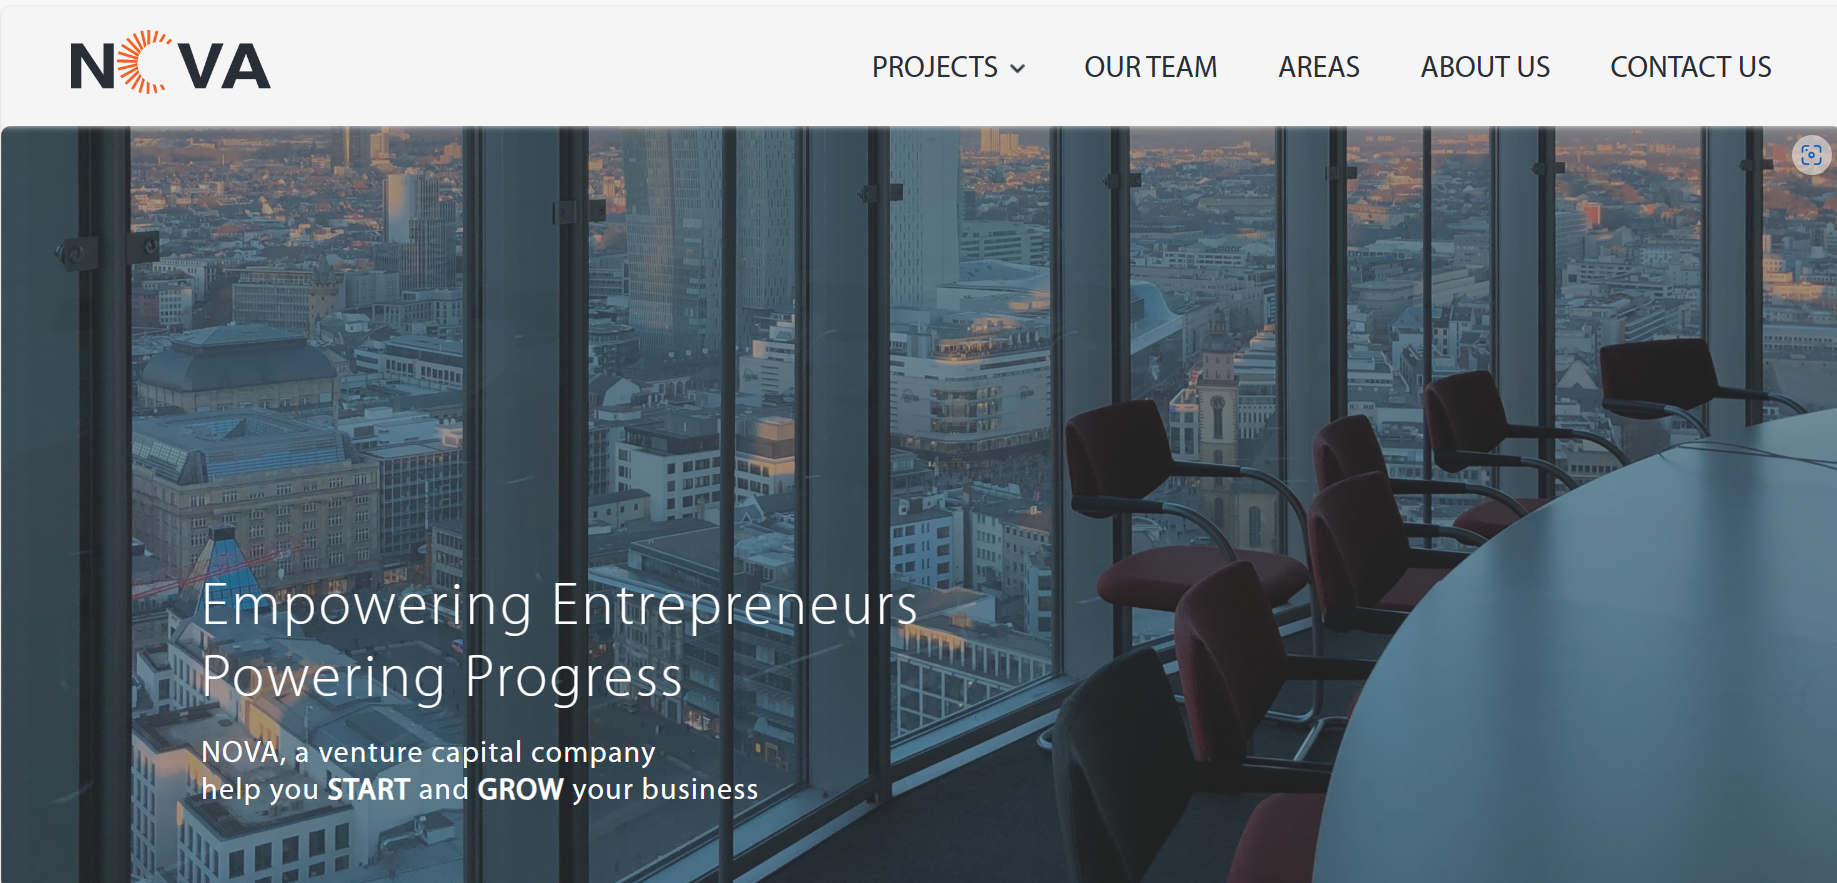 NOVA
PROJECTS
OUR TEAM
AREAS
ABOUT US
CONTACT US
Empowering Entrepreneurs
Powering Progress
NOVA, a venture capital company
help you START and GROW your business